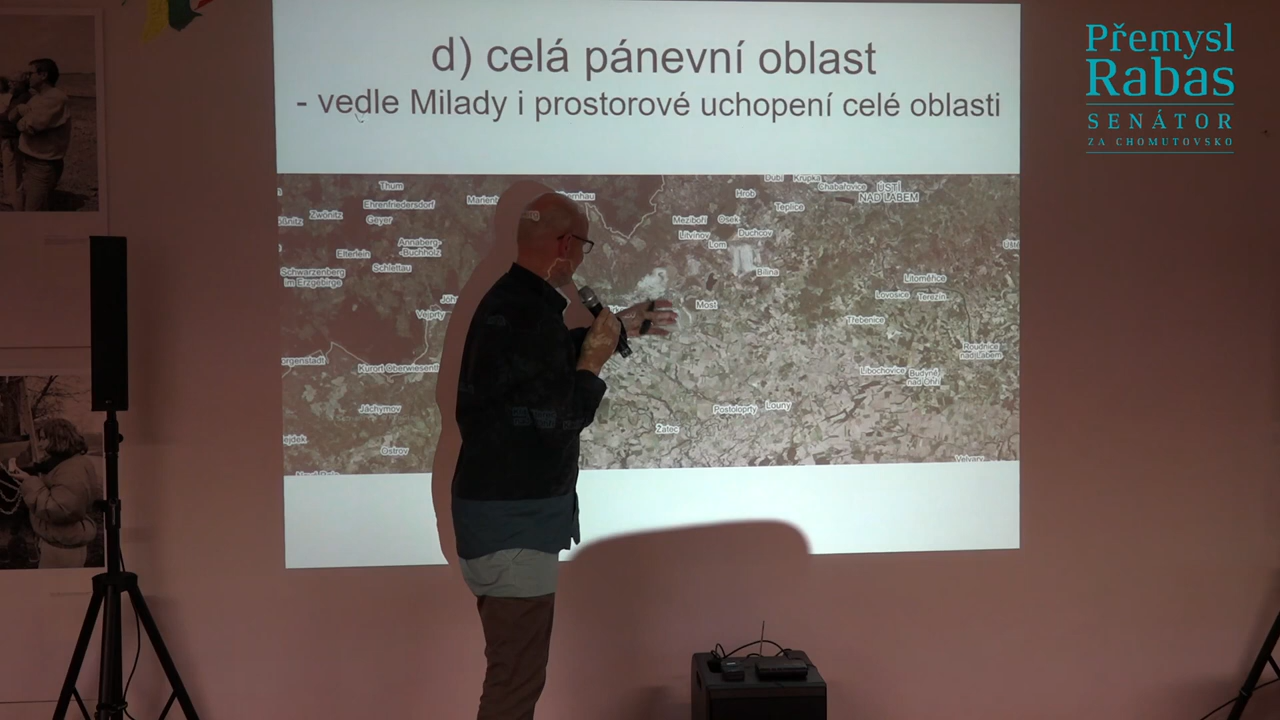 d) celá pánevní oblast
- vedle Milady i prostorové uchopení celé oblasti
Přemysl
Rabas
SENÁTOR
ZA CHOMUTOVSKO
Thum
Ehrenfriedersdorf
Zwönitz
Geyer
Annaberg-
-Buchholz
Elterlein
Schlettau
Schwarzenberg
im Erzgebirge
Vejprty
Kurort Oberwiesent
Jáchymov
Ostrov
Marient
Dubí
Krupka
Chabařovice
ÚSTÍ
NAD LABEM
Hrob
Teplice
Meziboří
Osek
Litvínov
Duchcov
Lom
Bílina
Most
Litoměřice
Lovosice
Terezín
Třebenice
Roudnice
nad Labem
Libochovice
Budyně
nad Ohří
Postoloprty
Louny
Žatec
Velvary